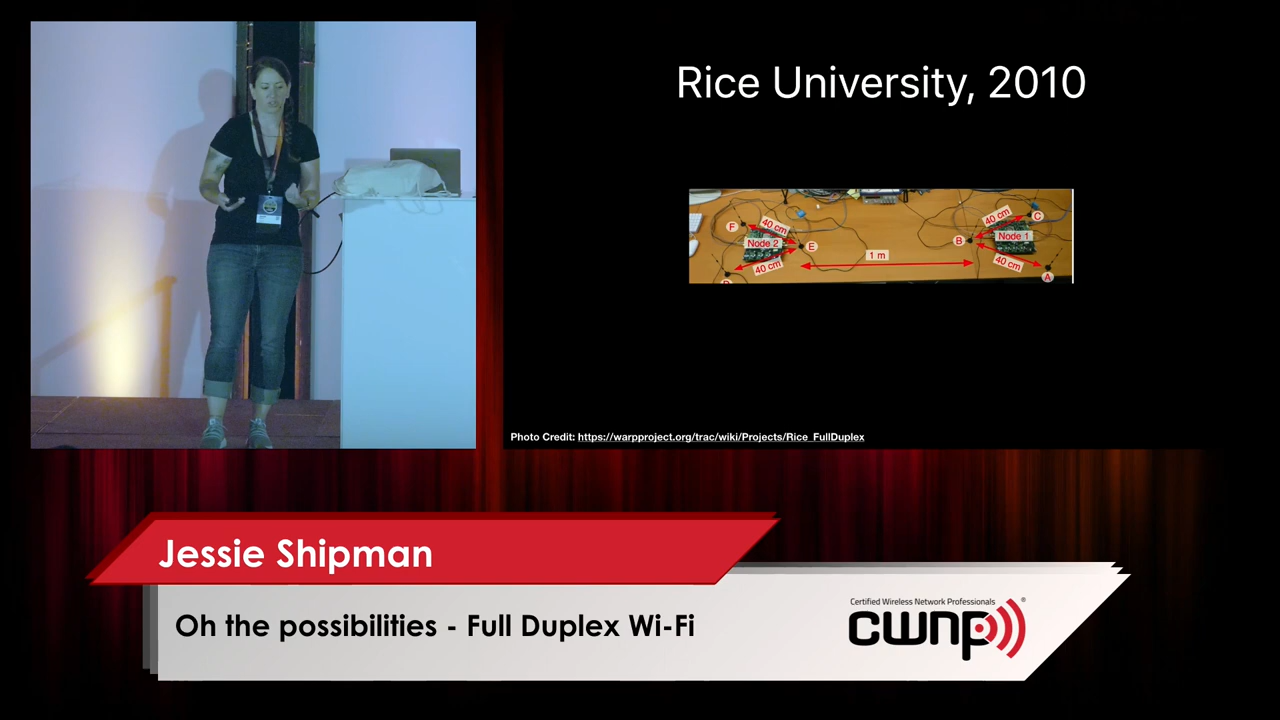 Rice University, 2010
40 cm
C
F
40 cm
Node 2
E
B
Node 1
1 m
40 cm
40 cm
A
Photo Credit: https://warpproject.org/trac/wiki/Projects/Rice_FullDuplex
Jessie Shipman
Oh the possibilities - Full Duplex Wi-Fi
Certified Wireless Network Professionals
®
cwnp